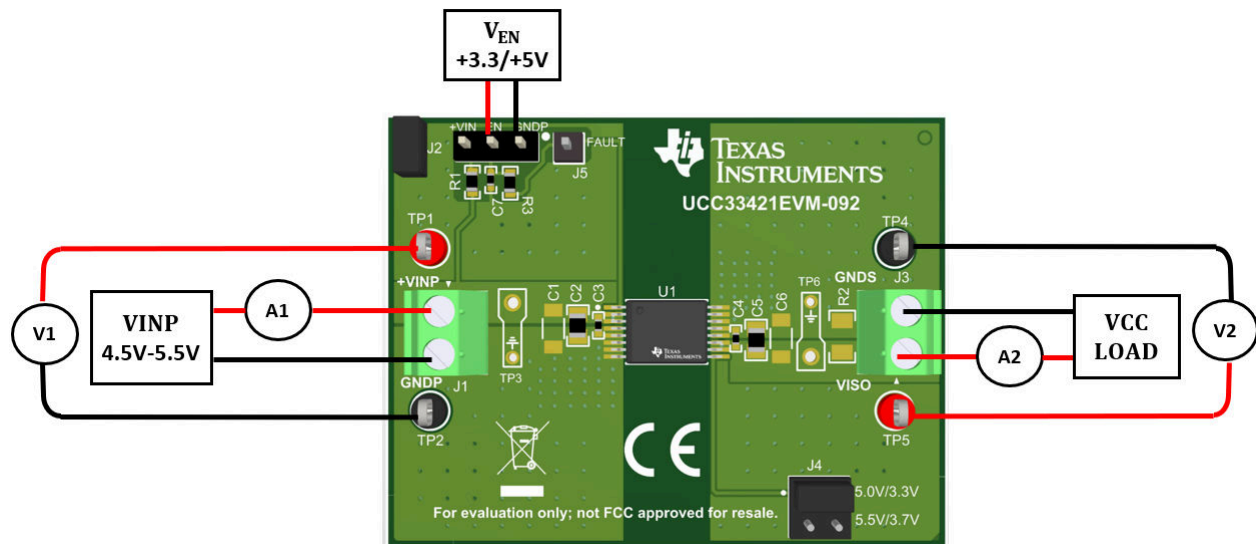 VEN
+3.3/+5V
+VIN EN GNDP
J2
FAULT
J5
R1
C7
R3
TEXAS
INSTRUMENTS
UCC33421EVM-092
TP1
TP4
+VINP
GNDS
J3
V1
VINP
4.5V-5.5V
A1
C1
C2
C3
U1
C4
C5
C6
TP6
R2
VCC
LOAD
V2
A2
TEXAS
INSTRUMENTS
TP3
GNDP
J1
VISO
TP2
TP5
CE
J4
5.0V/3.3V
5.5V/3.7V
For evaluation only; not FCC approved for resale.